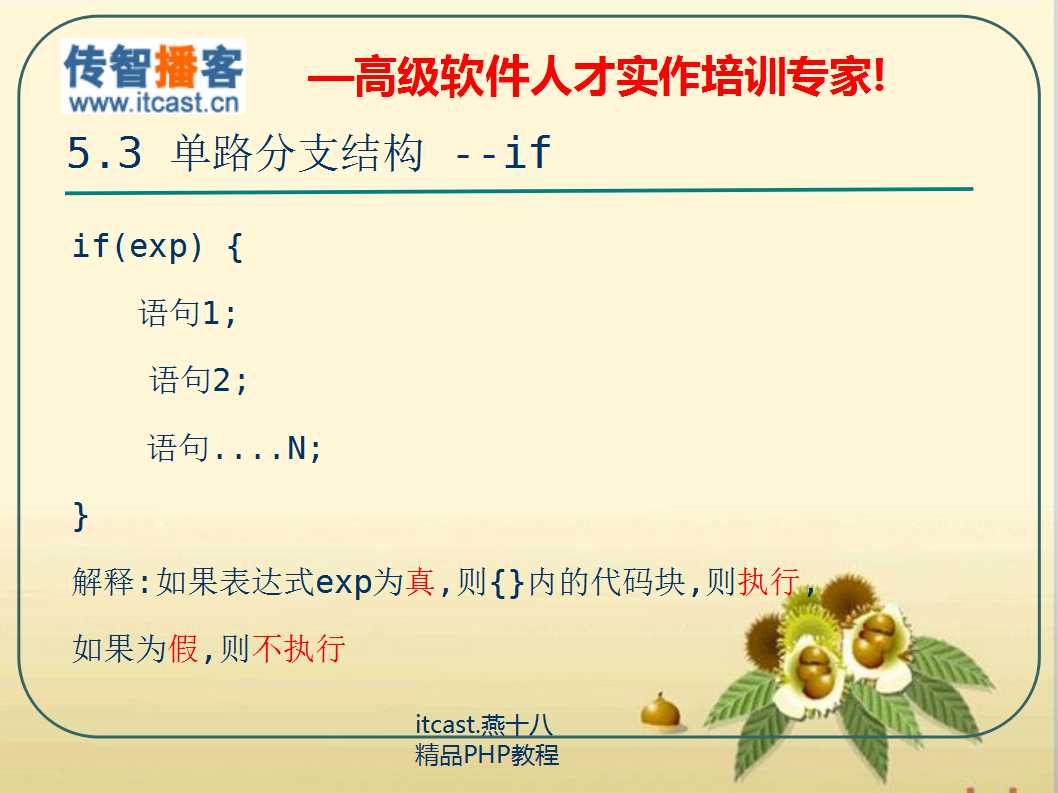 传智播客
www.itcast.cn
—高级软件人才实作培训专家!
5.3 单路分支结构 --if
if(exp) {
语句1;
语句2;
语句....N;
}
解释:如果表达式exp为真,则{}内的代码块,则执行,
如果为假,则不执行
itcast.燕十八
精品PHP教程